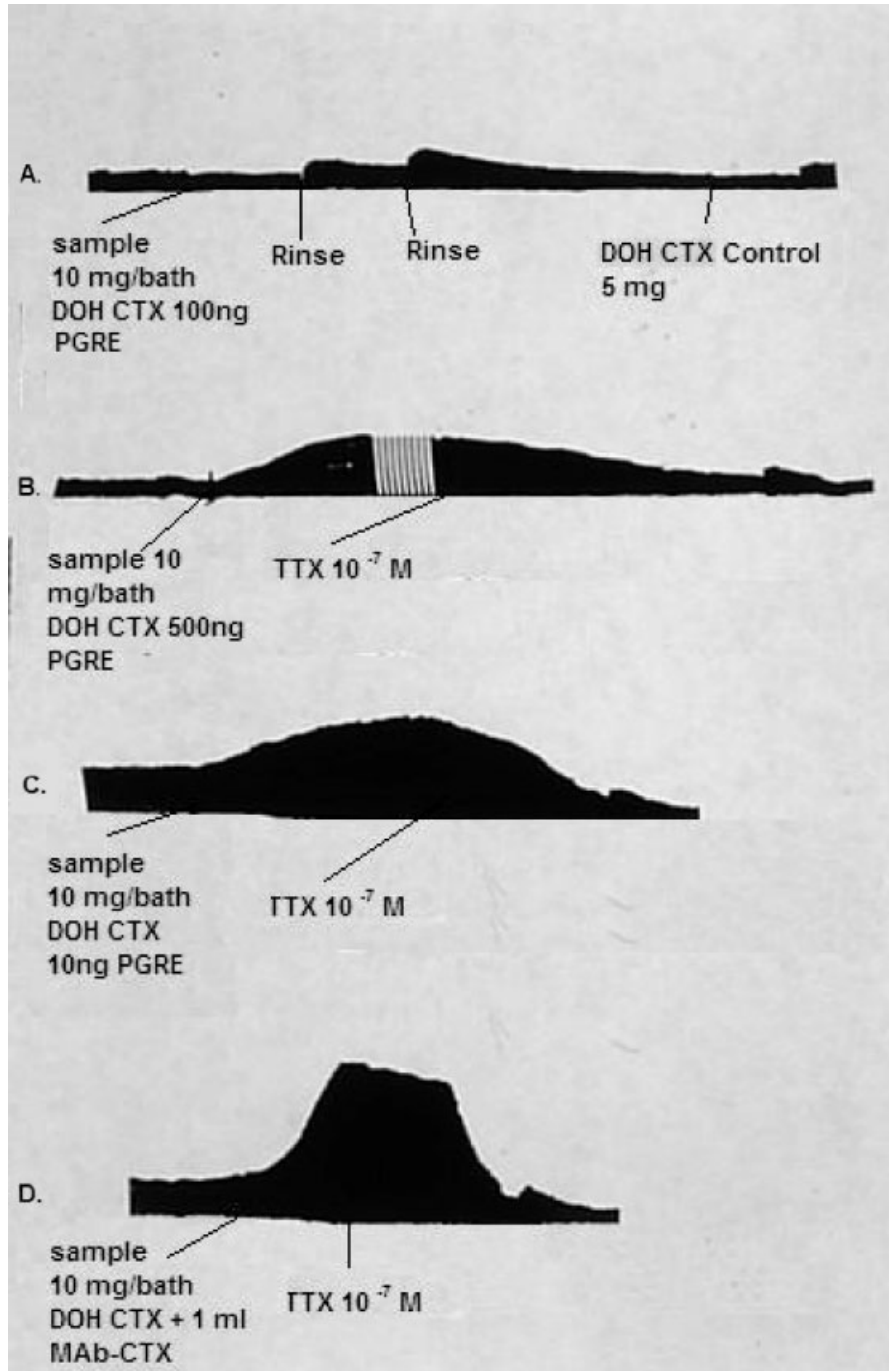 A.
sample
10 mg/bath
DOH CTX 100ng
PGRE
Rinse
Rinse
DOH CTX Control
5 mg
B.
sample 10
mg/bath
DOH CTX 500ng
PGRE
TTX 10 -7 M
C.
sample
10 mg/bath
DOH CTX
10ng PGRE
TTX 10 -7 M
D.
sample
10 mg/bath
DOH CTX + 1 ml
MAb-CTX
TTX 10 -7 M